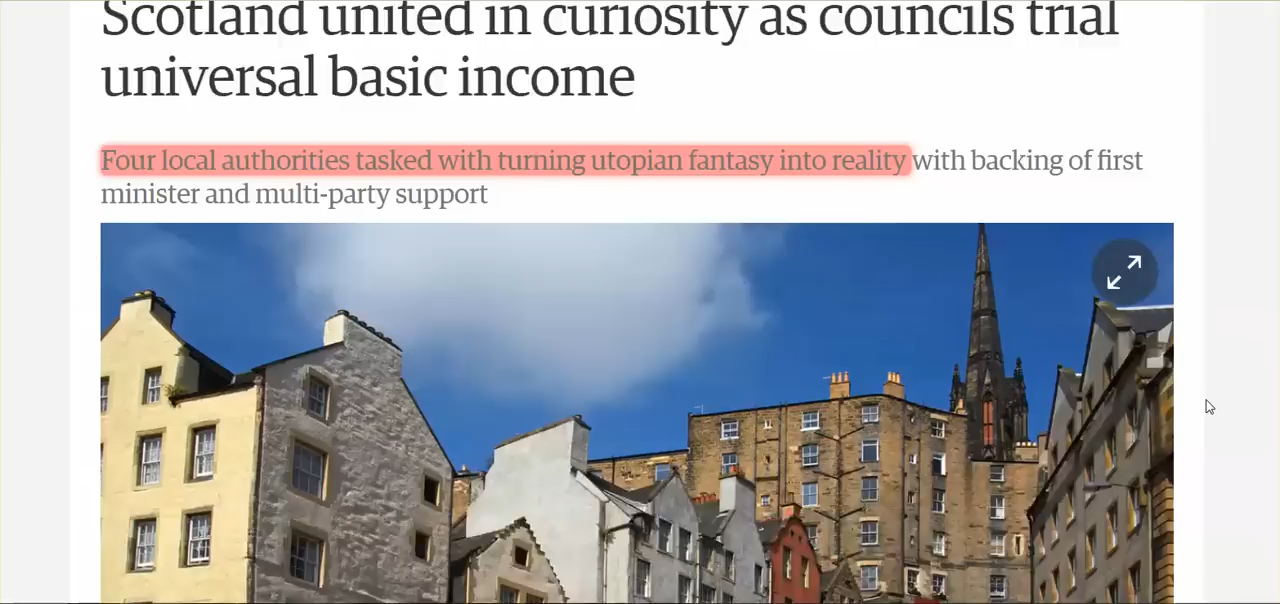 Scotland united in curiosity as councils trial
universal basic income
Four local authorities tasked with turning utopian fantasy into reality with backing of first
minister and multi-party support